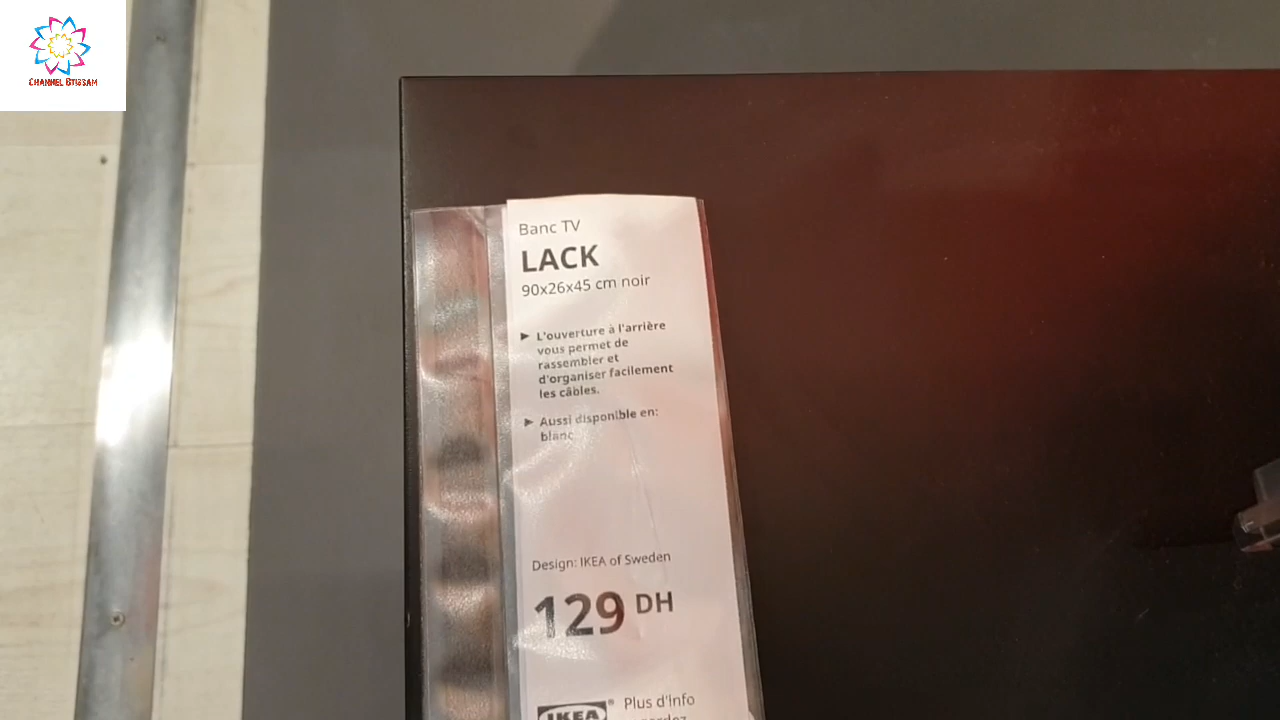 CHANNEL BTISSAM
Banc TV
LACK
90x26x45 cm noir
► L'ouverture à l'arrière
vous permet de
rassembler et
d'organiser facilement
les câbles.
► Aussi disponible en:
blanc
Design: IKEA of Sweden
129 DH
IKEA® Plus d'info